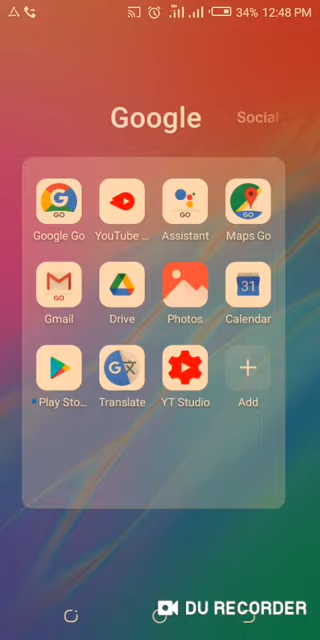 34% 12:48 PM
Google Social
G
GO GO GO
Google Go YouTube ... Assistant Maps Go
GO 31
Gmail Drive Photos Calendar
G
Play Sto... Translate YT Studio Add
DU RECORDER